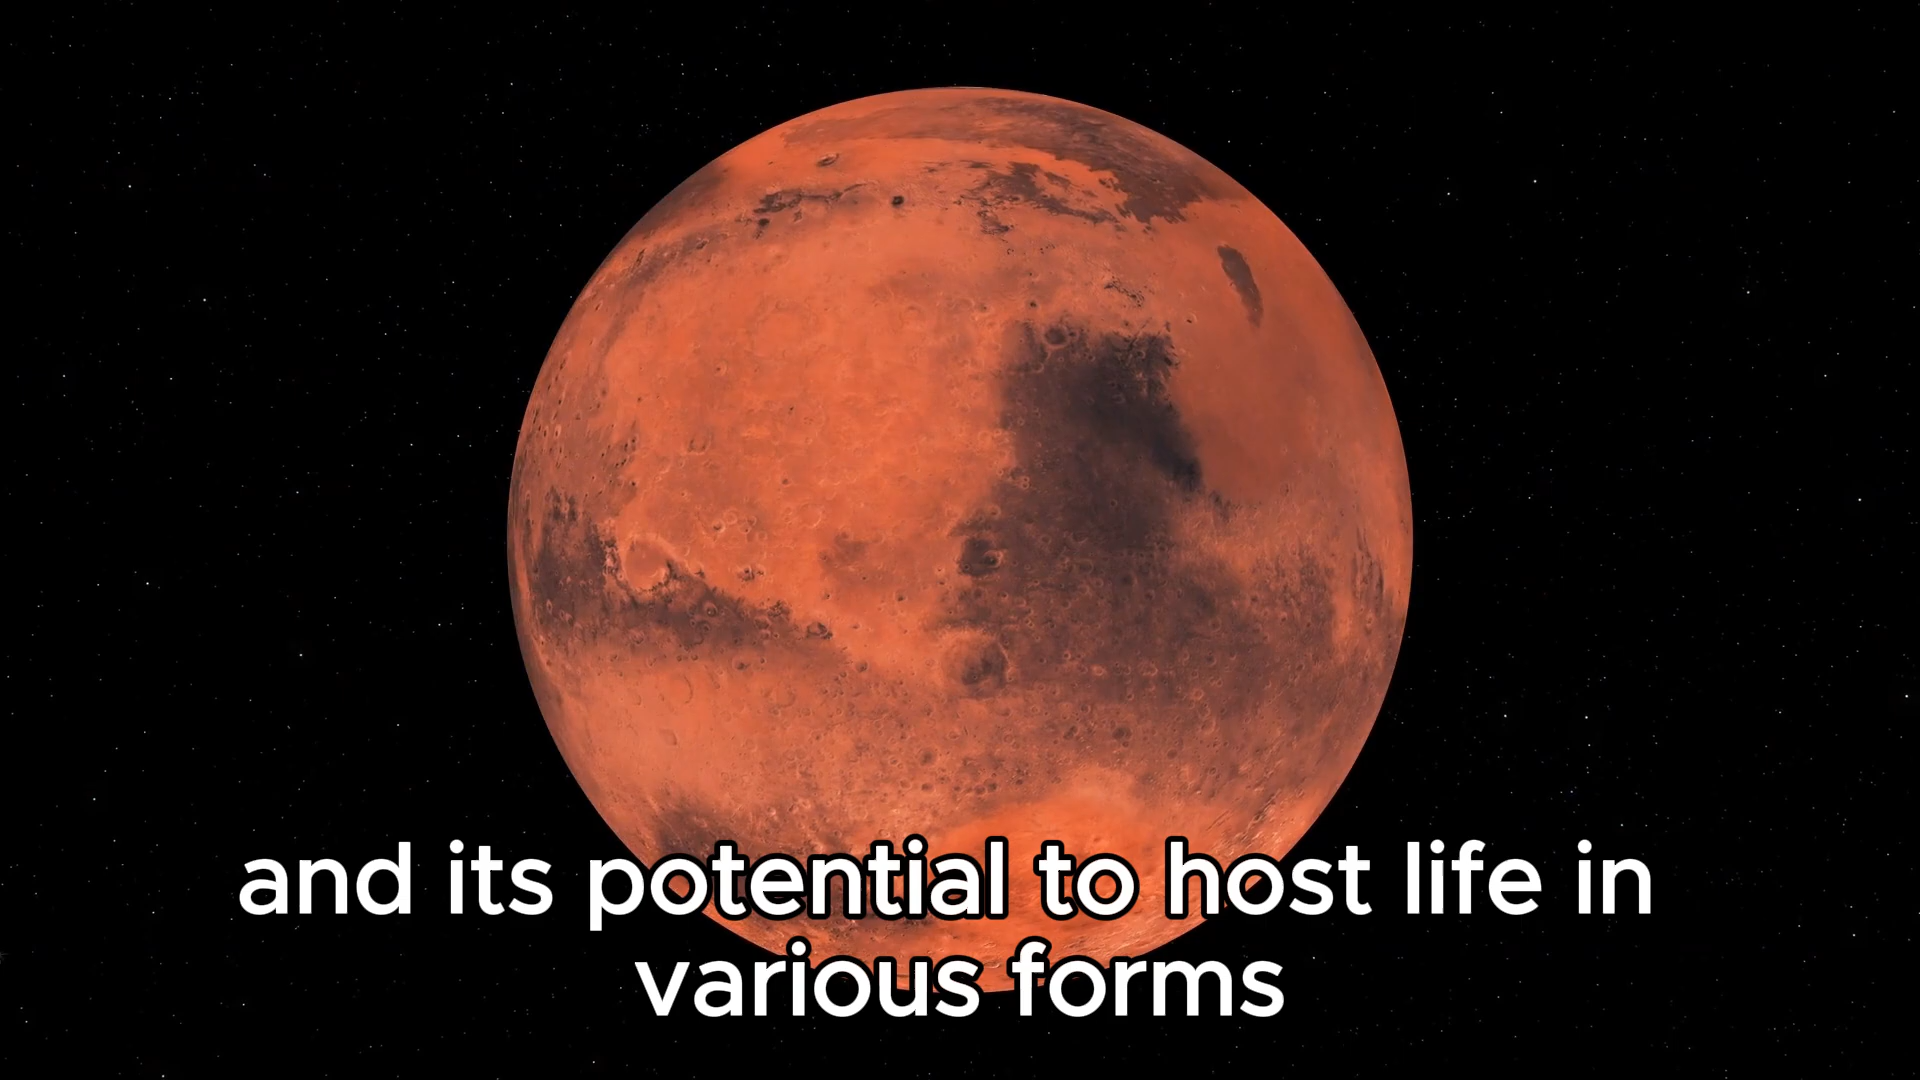 and its potential to host life in
various forms